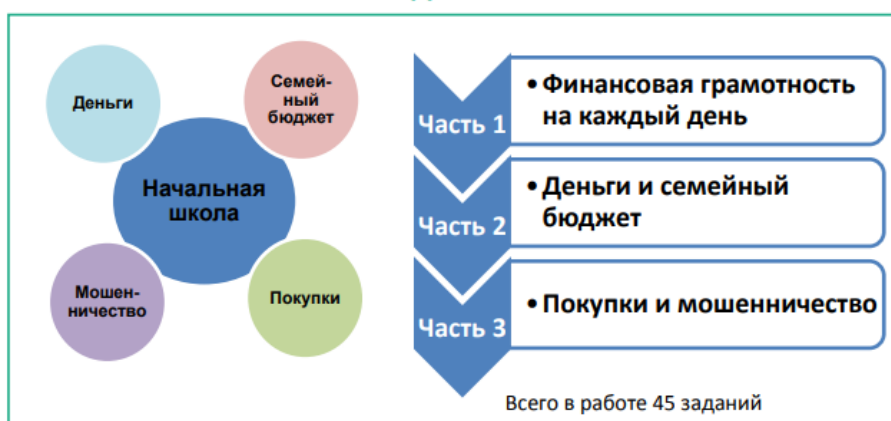 Деньги
Семей-
ный
бюджет
Начальная
школа
Мошен-
ничество
Покупки
Часть 1
•Финансовая грамотность
на каждый день
Часть 2
•Деньги и семейный
бюджет
Часть 3
•Покупки и мошенничество
Всего в работе 45 заданий